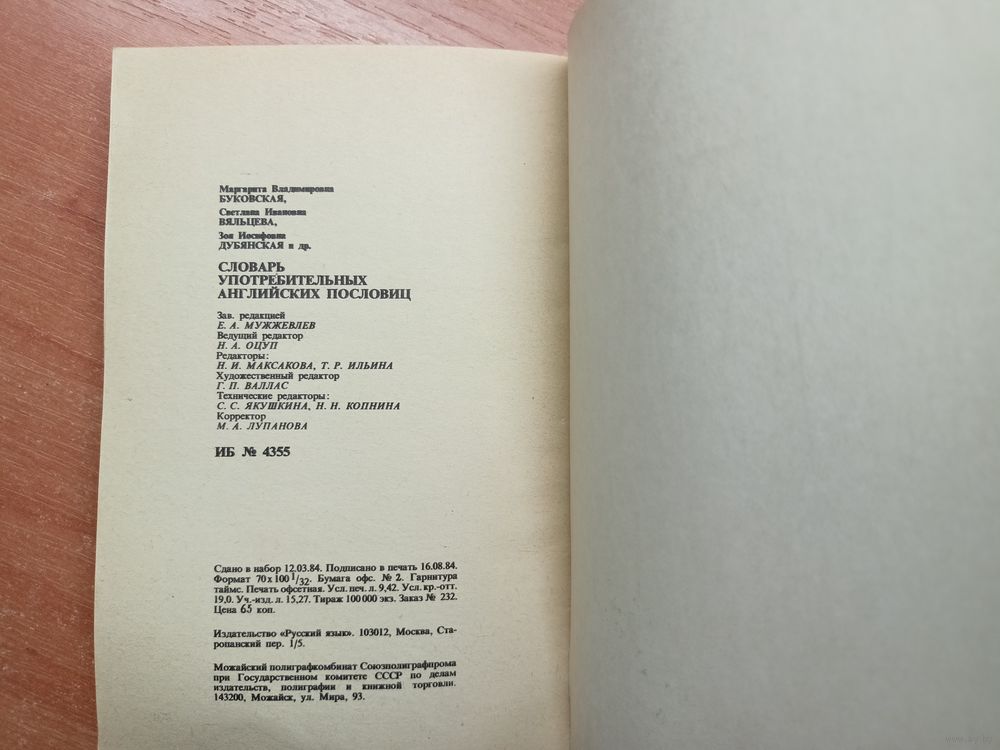 Маргарита Владимировна
БУКОВСКАЯ,
Светлана Ивановна
ВЯЛЬЦЕВА,
Зоя Иосифовна
ДУБЯНСКАЯ и др.
СЛОВАРЬ
УПОТРЕБИТЕЛЬНЫХ
АНГЛИЙСКИХ ПОСЛОВИЦ
Зав. редакцией
Е. А. МУЖЖЕВЛЕВ
Ведущий редактор
Н. А. ОЦУП
Редакторы:
Н. И. МАКСАКОВА, Т. Р. ИЛЬИНА
Художественный редактор
Г. П. ВАЛЛАС
Технические редакторы:
С. С. ЯКУШКИНА, Н. Н. КОПНИНА
Корректор
М. А. ЛУПАНОВА
ИБ № 4355
Сдано в набор 12.03.84. Подписано в печать 16.08.84.
Формат 70х100 1/32. Бумага офс. № 2. Гарнитура
таймс. Печать офсетная. Усл. печ. л. 9,42. Усл. кр.-отт.
19,0. Уч.-изд. л. 15,27. Тираж 100 000 экз. Заказ № 232.
Цена 65 коп.
Издательство «Русский язык». 103012, Москва, Ста-
ропанский пер. 1/5.
Можайский полиграфкомбинат Союзполиграфпрома
при Государственном комитете СССР по делам
издательств, полиграфии и книжной торговли.
143200, Можайск, ул. Мира, 93.